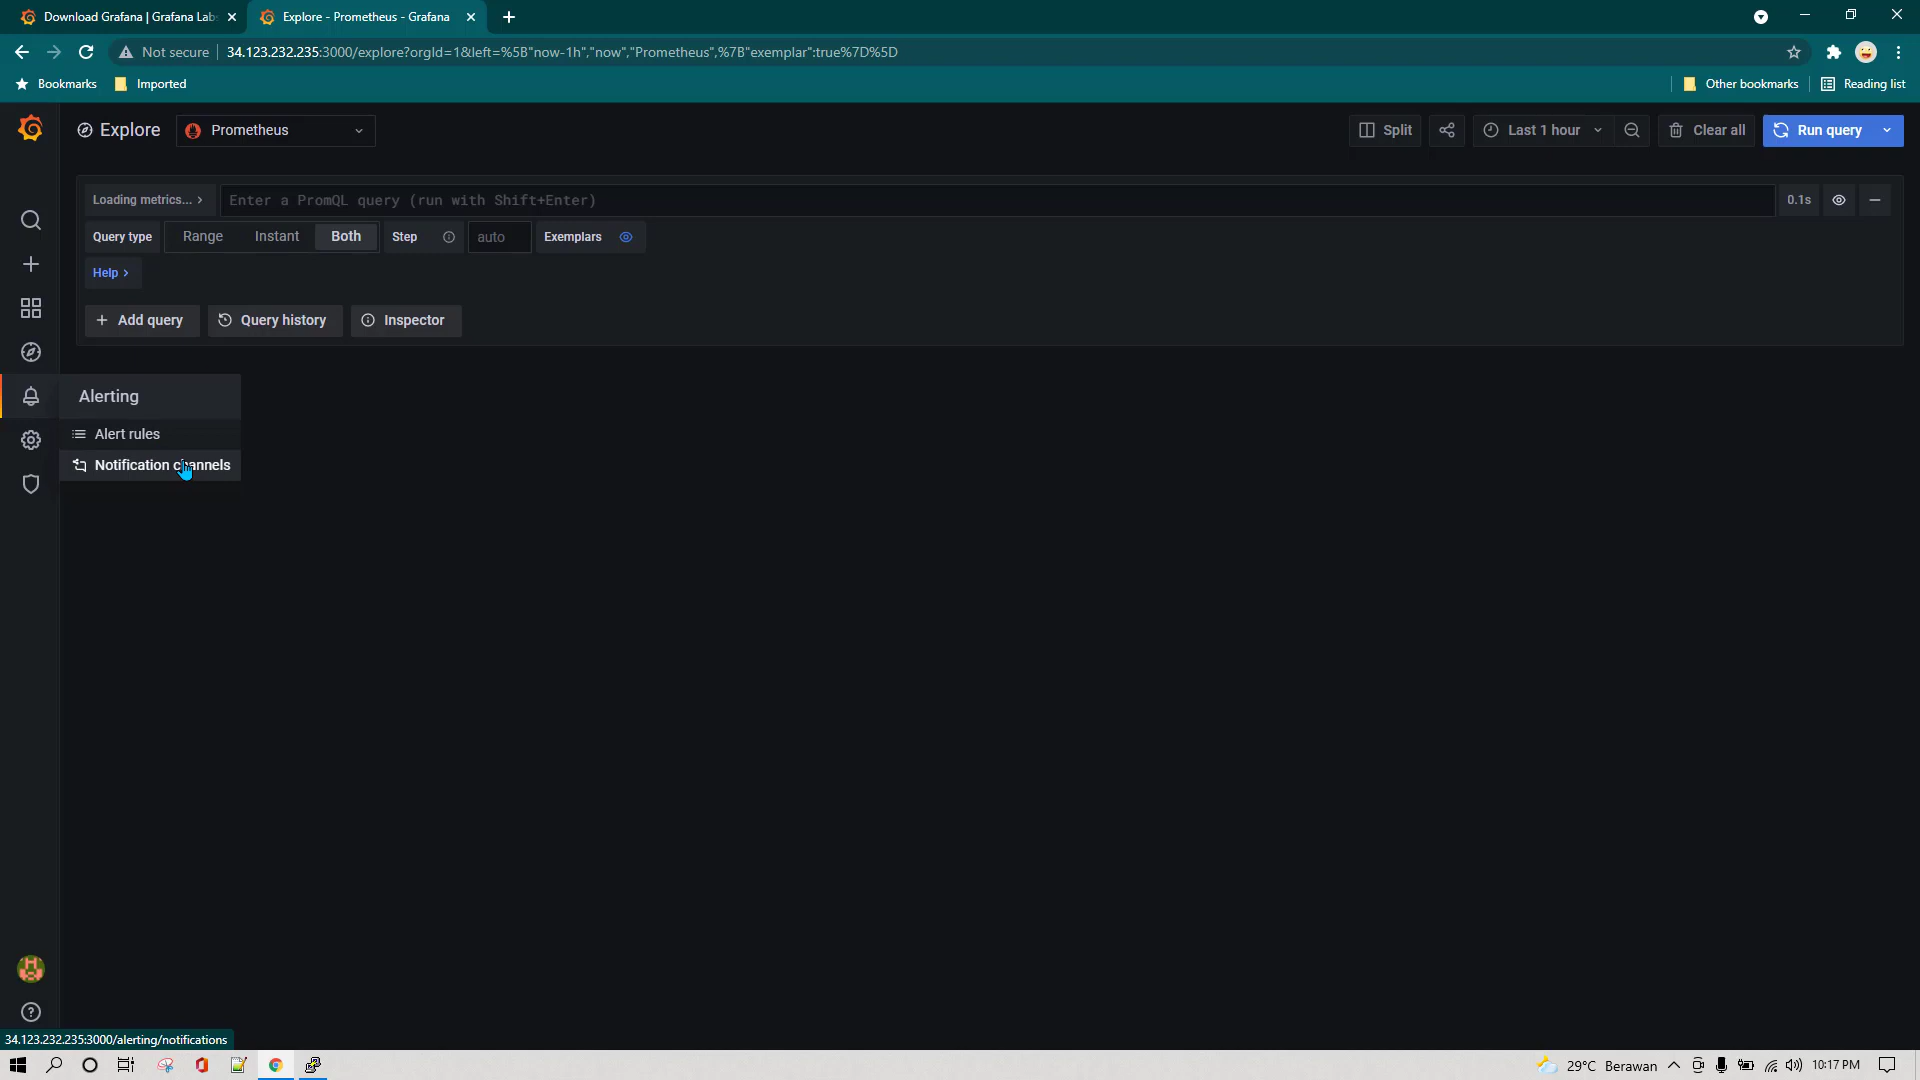 Download Grafana | Grafana Labs
Explore - Prometheus - Grafana
Not secure
34.123.232.235:3000/explore?orgId=1&left=%5B"now-1h","now","Prometheus",%7B"exemplar":true%7D%5D
Bookmarks
Imported
Other bookmarks
Reading list
Explore
Prometheus
Split
Last 1 hour
Clear all
Run query
Loading metrics...
Enter a PromQL query (run with Shift+Enter)
0.1s
Query type
Range
Instant
Both
Step
auto
Exemplars
Help
Add query
Query history
Inspector
Alerting
Alert rules
Notification channels
34.123.232.235:3000/alerting/notifications
29°C Berawan
10:17 PM